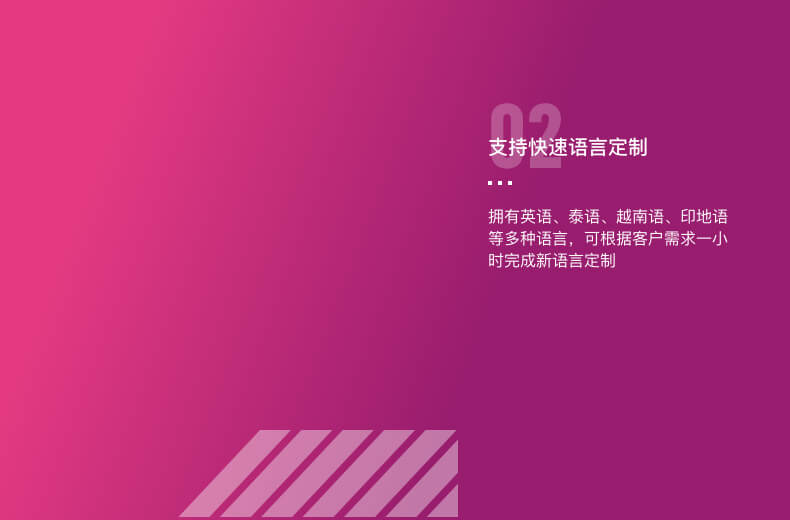 02
支持快速语言定制
拥有英语、泰语、越南语、印地语
等多种语言，可根据客户需求一小
时完成新语言定制